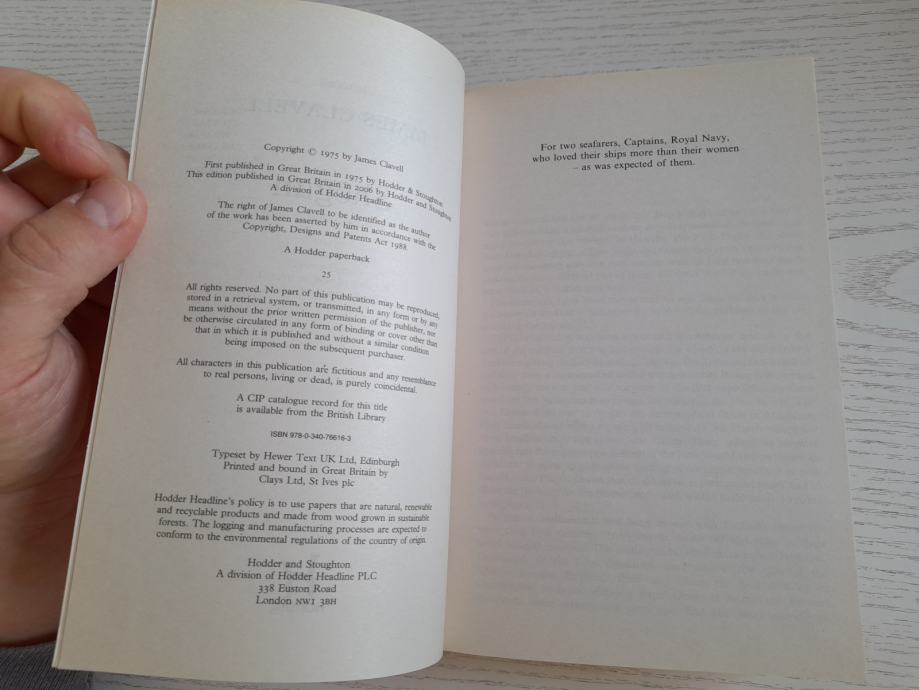 Copyright © 1975 by James Clavell
First published in Great Britain in 1975 by Hodder & Stoughton
This edition published in Great Britain in 2006 by Hodder and Stoughton
A division of Hodder Headline
The right of James Clavell to be identified as the author
of the work has been asserted by him in accordance with the
Copyright, Designs and Patents Act 1988.
A Hodder paperback
25
All rights reserved. No part of this publication may be reproduced,
stored in a retrieval system, or transmitted, in any form or by any
means without the prior written permission of the publisher, nor
be otherwise circulated in any form of binding or cover other than
that in which it is published and without a similar condition
being imposed on the subsequent purchaser.
All characters in this publication are fictitious and any resemblance
to real persons, living or dead, is purely coincidental.
A CIP catalogue record for this title
is available from the British Library
ISBN 978-0-340-76616-3
Typeset by Hewer Text UK Ltd, Edinburgh
Printed and bound in Great Britain by
Clays Ltd, St Ives plc
Hodder Headline's policy is to use papers that are natural, renewable
and recyclable products and made from wood grown in sustainable
forests. The logging and manufacturing processes are expected to
conform to the environmental regulations of the country of origin.
Hodder and Stoughton
A division of Hodder Headline PLC
338 Euston Road
London NW1 3BH
For two seafarers, Captains, Royal Navy,
who loved their ships more than their women
– as was expected of them.